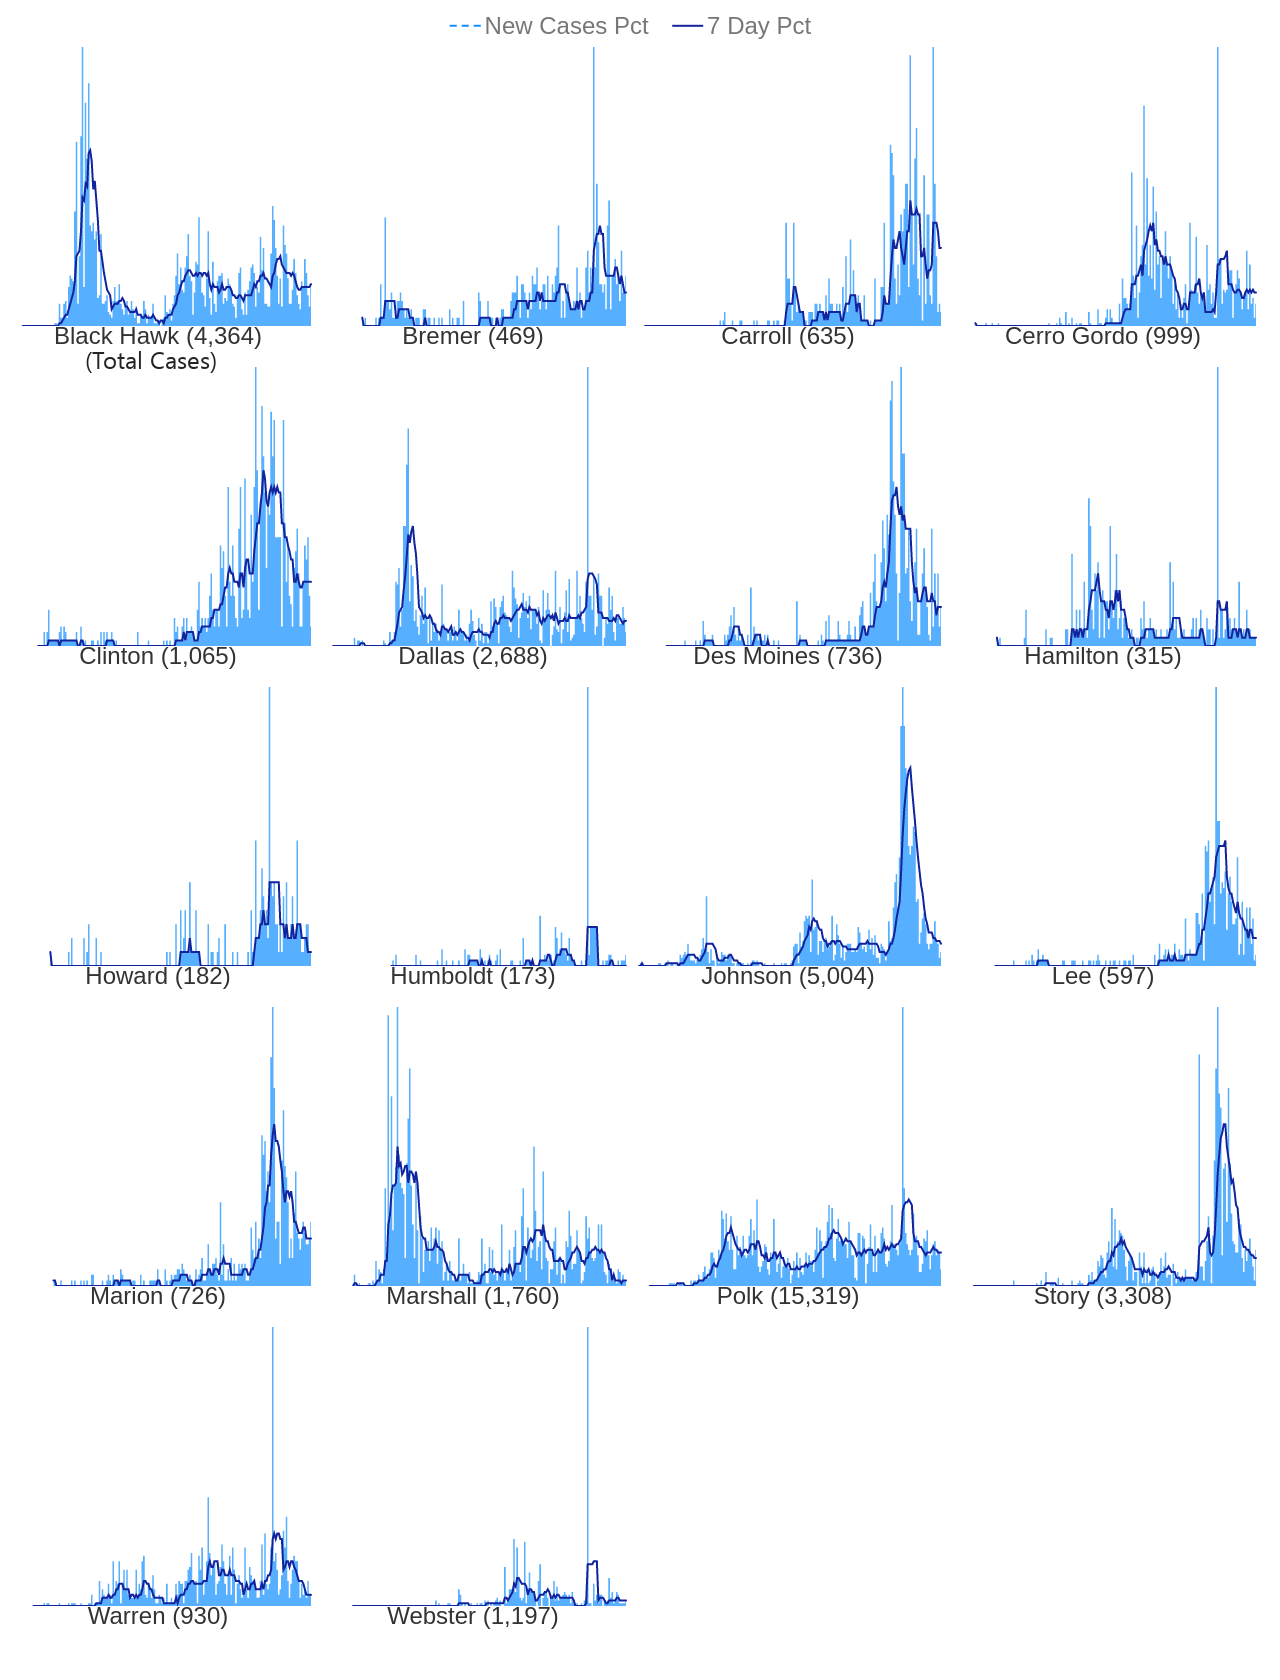 New Cases Pct 7 Day Pct
Black Hawk (4,364) Bremer (469) Carroll (635) Cerro Gordo (999)
(Total Cases)
Clinton (1,065) Dallas (2,688) Des Moines (736) Hamilton (315)
Howard (182) Humboldt (173) Johnson (5,004) Lee (597)
Marion (726) Marshall (1,760) Polk (15,319) Story (3,308)
Warren (930) Webster (1,197)